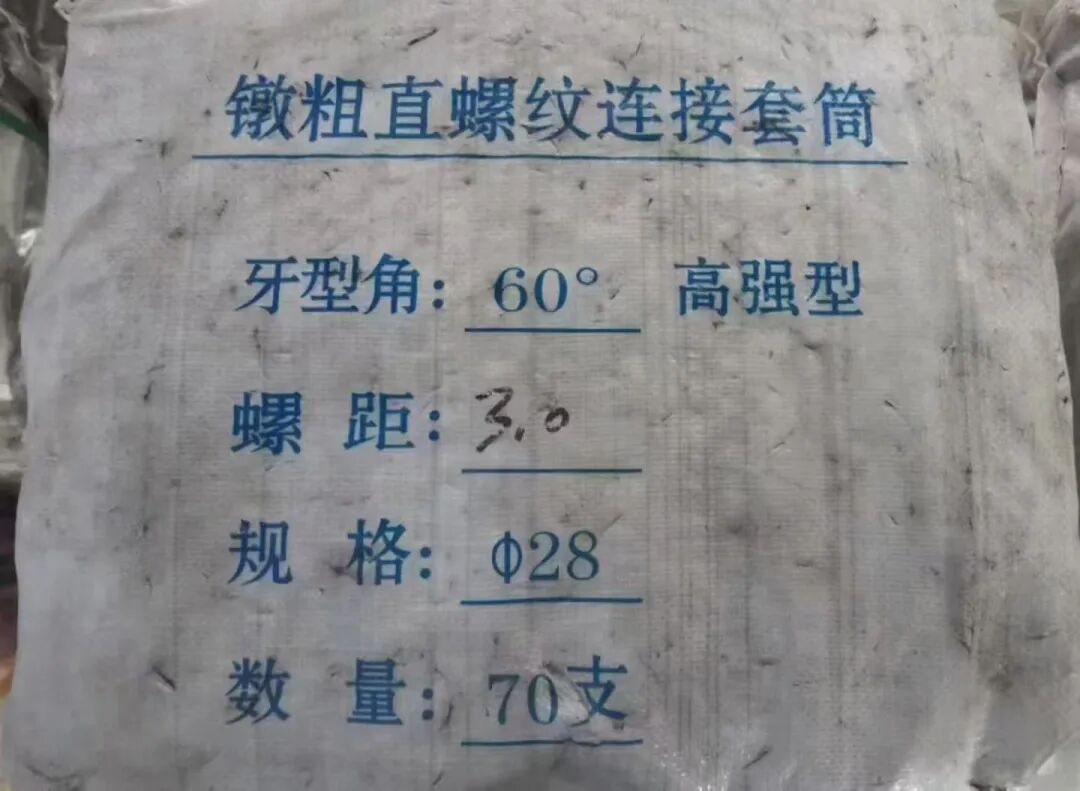 镦粗直螺纹连接套筒
牙型角: 60° 高强型
螺 距: 3.0
规 格: Φ28
数 量: 70支